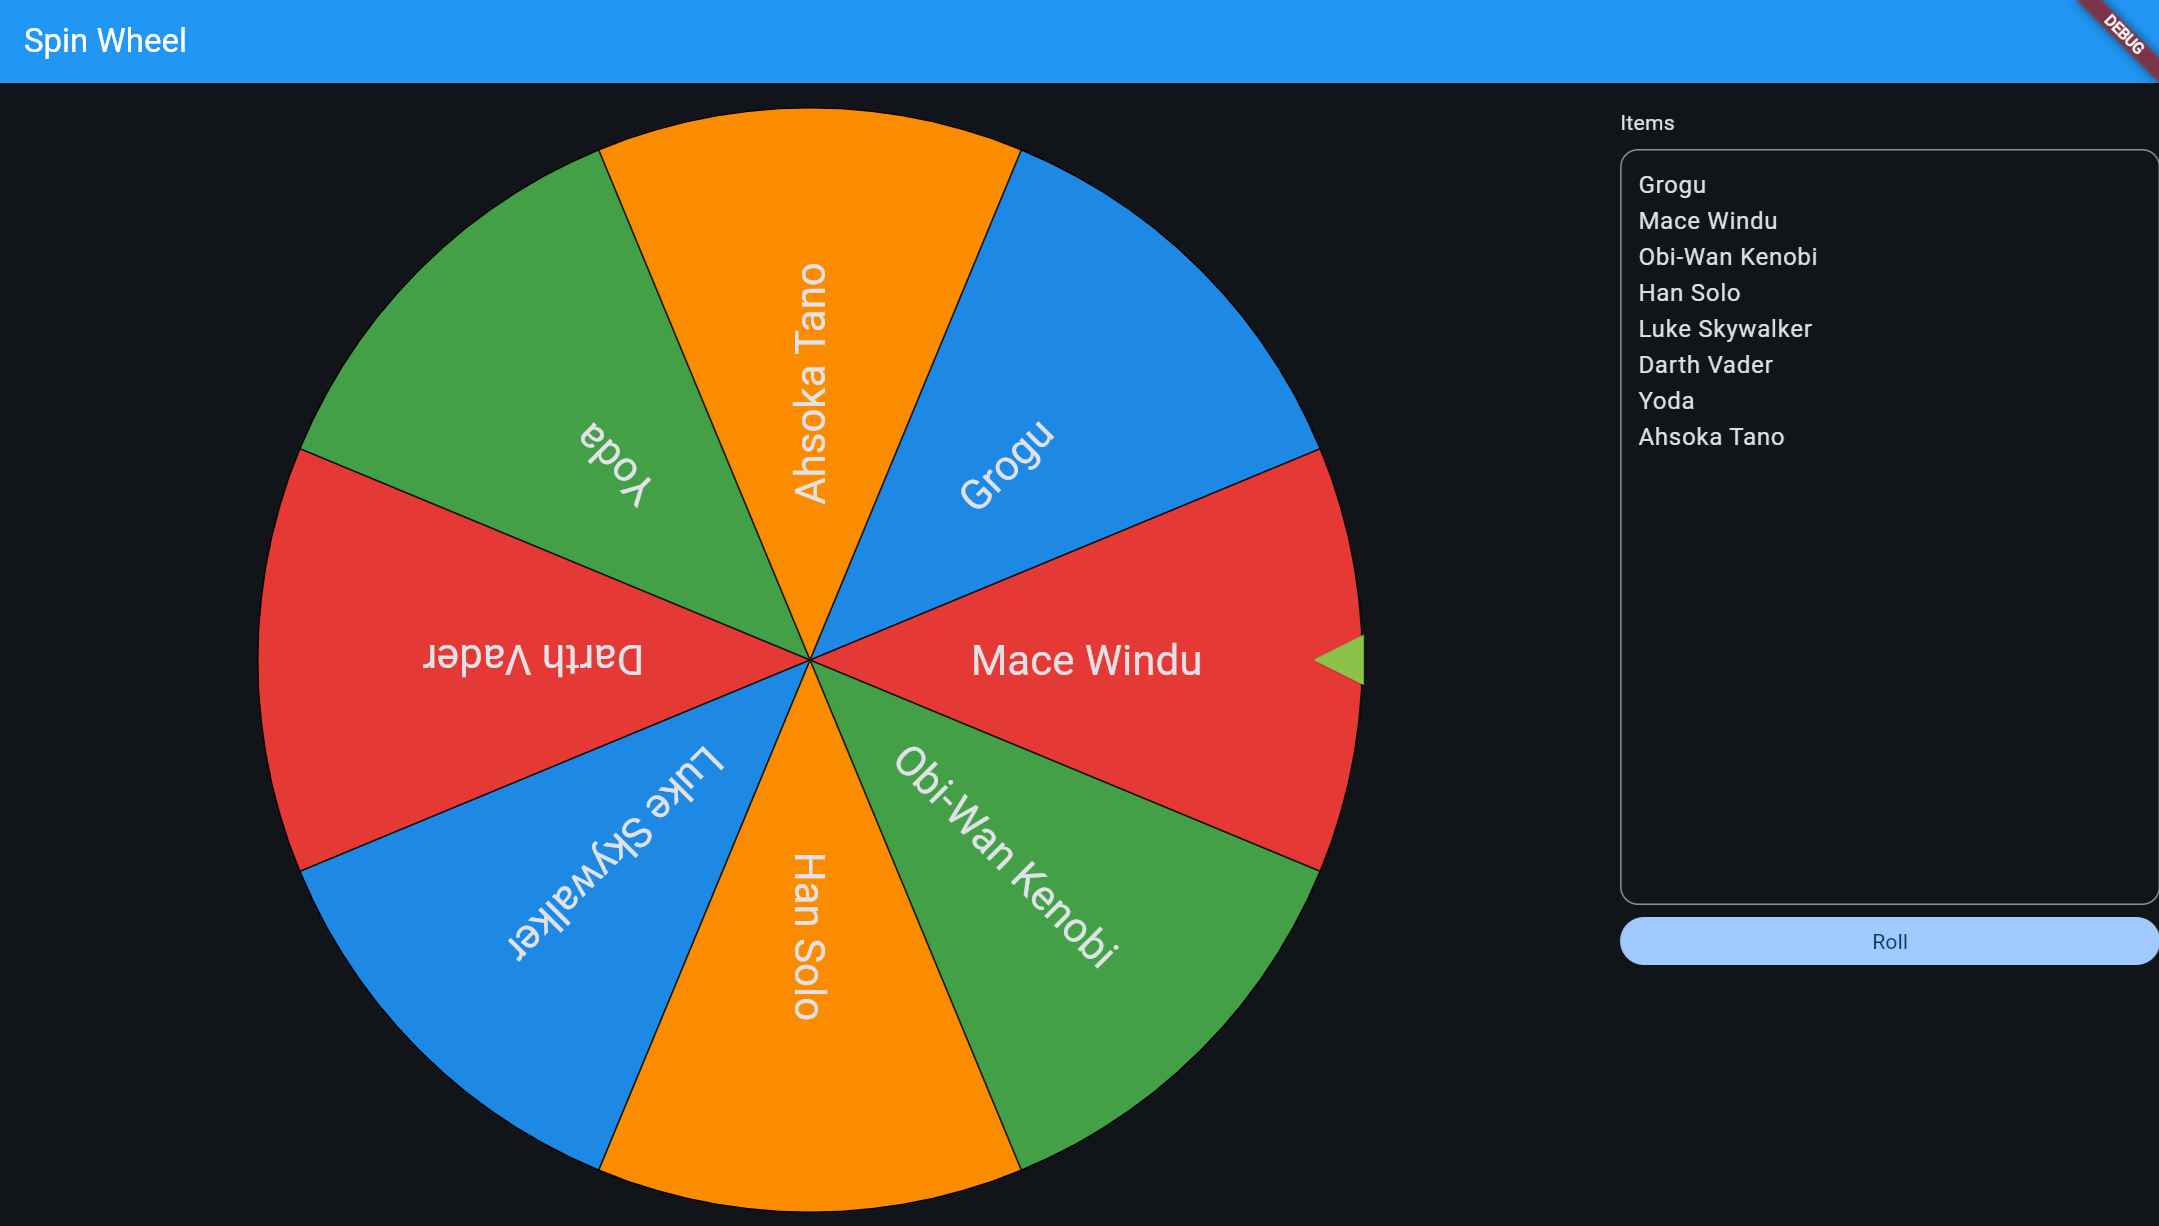 Spin Wheel
DEBUG
Ahsoka Tano
Grogu
Mace Windu
Obi-Wan Kenobi
Han Solo
Luke Skywalker
Darth Vader
Yoda
Items
Grogu
Mace Windu
Obi-Wan Kenobi
Han Solo
Luke Skywalker
Darth Vader
Yoda
Ahsoka Tano
Roll